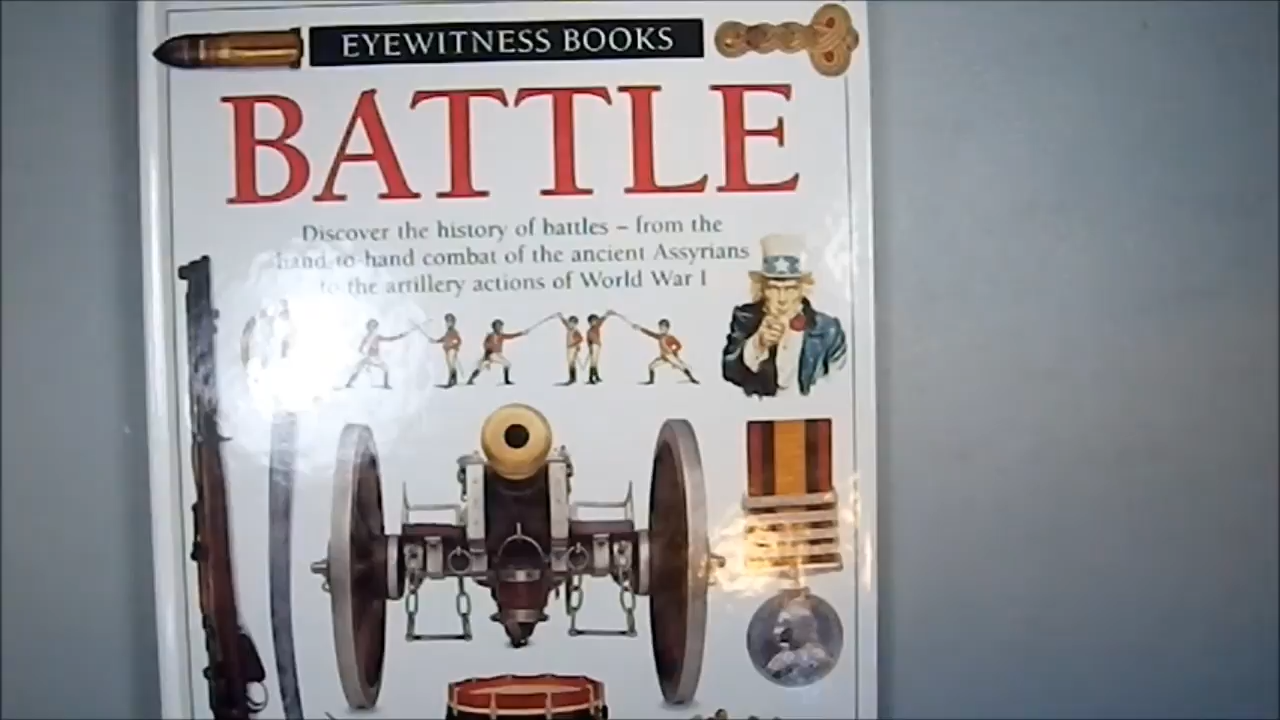 EYEWITNESS BOOKS
BATTLE
Discover the history of battles – from the
hand-to-hand combat of the ancient Assyrians
to the artillery actions of World War I